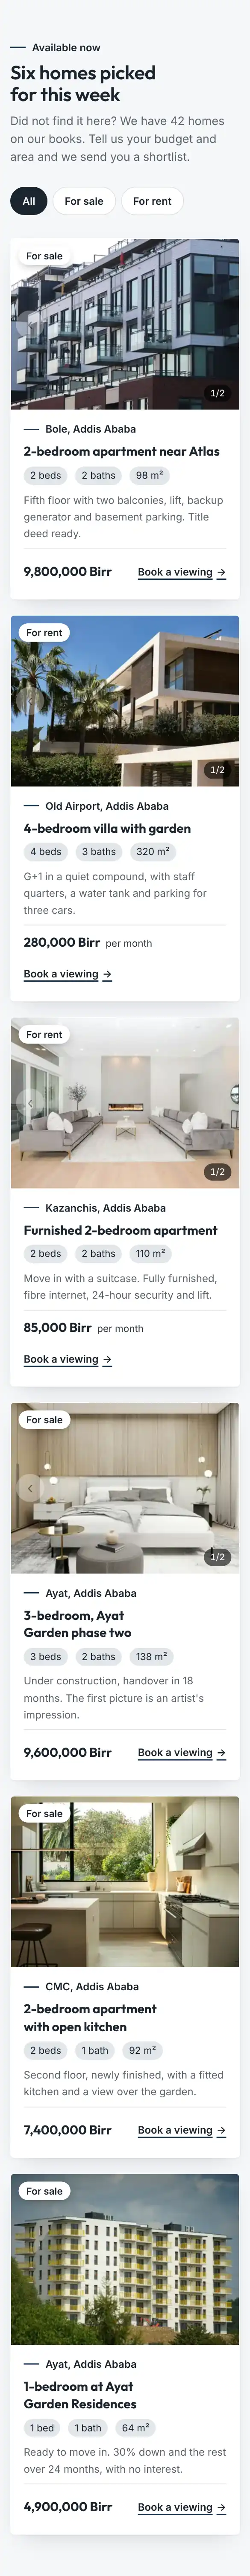 Available now
Six homes picked
for this week
Did not find it here? We have 42 homes
on our books. Tell us your budget and
area and we send you a shortlist.
All For sale For rent
For sale
1/2
Bole, Addis Ababa
2-bedroom apartment near Atlas
2 beds 2 baths 98 m²
Fifth floor with two balconies, lift, backup
generator and basement parking. Title
deed ready.
9,800,000 Birr Book a viewing →
For rent
1/2
Old Airport, Addis Ababa
4-bedroom villa with garden
4 beds 3 baths 320 m²
G+1 in a quiet compound, with staff
quarters, a water tank and parking for
three cars.
280,000 Birr per month
Book a viewing →
For rent
1/2
Kazanchis, Addis Ababa
Furnished 2-bedroom apartment
2 beds 2 baths 110 m²
Move in with a suitcase. Fully furnished,
fibre internet, 24-hour security and lift.
85,000 Birr per month
Book a viewing →
For sale
1/2
Ayat, Addis Ababa
3-bedroom, Ayat
Garden phase two
3 beds 2 baths 138 m²
Under construction, handover in 18
months. The first picture is an artist's
impression.
9,600,000 Birr Book a viewing →
For sale
CMC, Addis Ababa
2-bedroom apartment
with open kitchen
2 beds 1 bath 92 m²
Second floor, newly finished, with a fitted
kitchen and a view over the garden.
7,400,000 Birr Book a viewing →
For sale
Ayat, Addis Ababa
1-bedroom at Ayat
Garden Residences
1 bed 1 bath 64 m²
Ready to move in. 30% down and the rest
over 24 months, with no interest.
4,900,000 Birr Book a viewing →